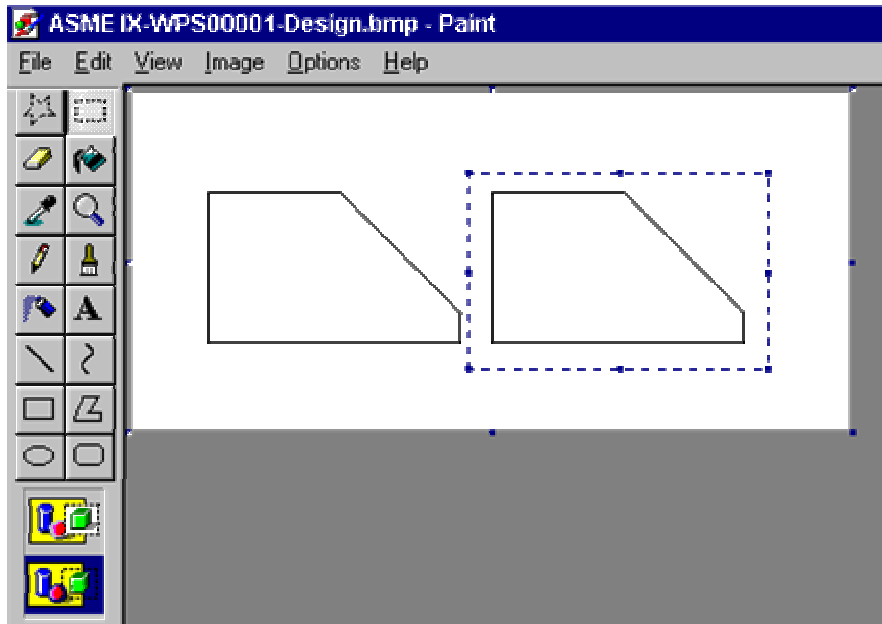 ASME IX-WPS00001-Design.bmp - Paint
File Edit View Image Options Help
A